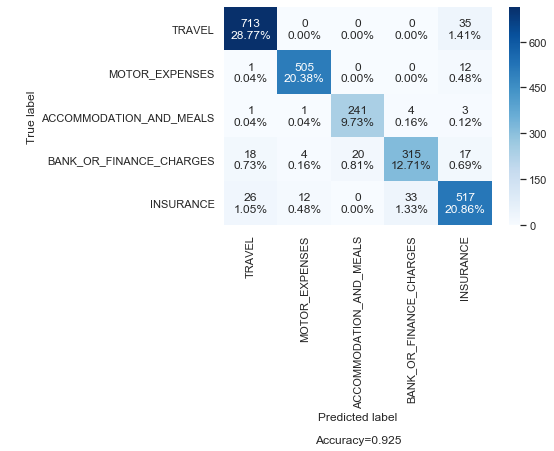 True label
TRAVEL
713 0 0 0 35
28.77% 0.00% 0.00% 0.00% 1.41%
MOTOR_EXPENSES
1 505 0 0 12
0.04% 20.38% 0.00% 0.00% 0.48%
ACCOMMODATION_AND_MEALS
1 1 241 4 3
0.04% 0.04% 9.73% 0.16% 0.12%
BANK_OR_FINANCE_CHARGES
18 4 20 315 17
0.73% 0.16% 0.81% 12.71% 0.69%
INSURANCE
26 12 0 33 517
1.05% 0.48% 0.00% 1.33% 20.86%
600
450
300
150
0
TRAVEL
MOTOR_EXPENSES
ACCOMMODATION_AND_MEALS
BANK_OR_FINANCE_CHARGES
INSURANCE
Predicted label
Accuracy=0.925